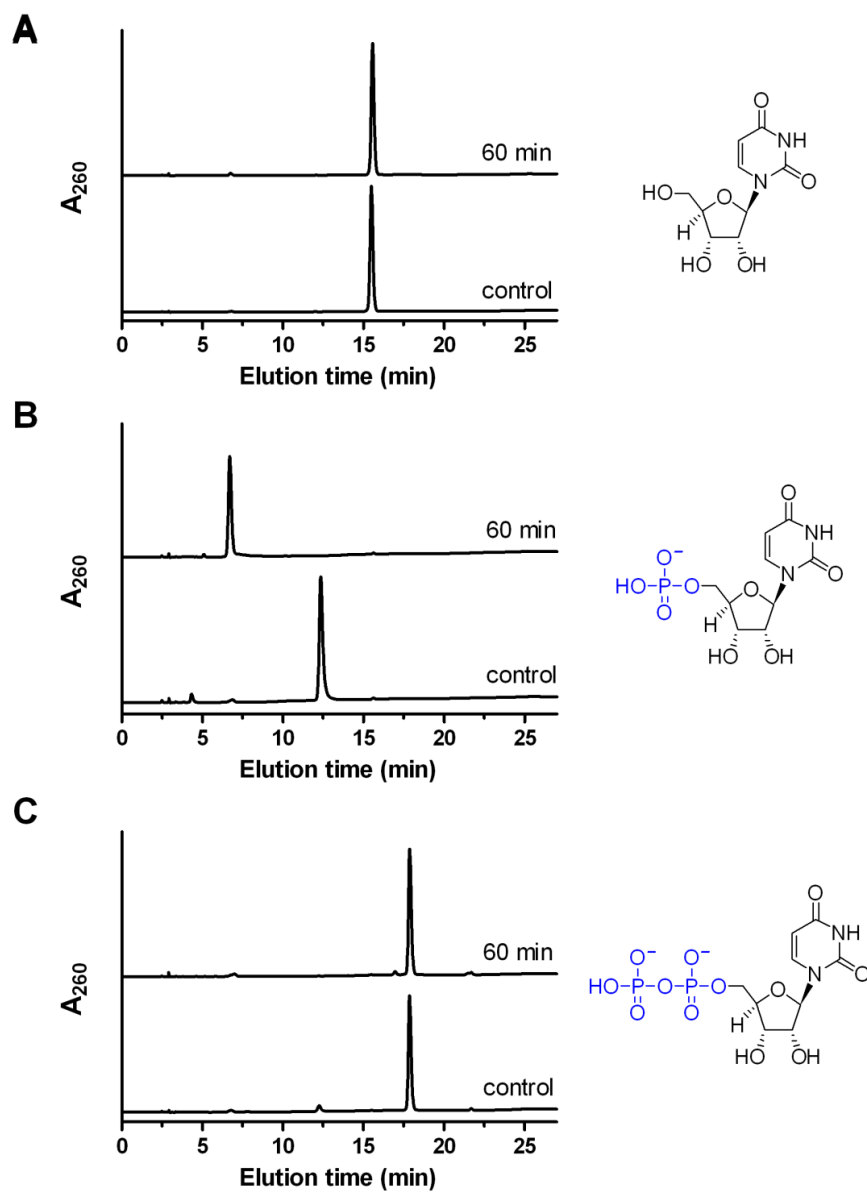 A
A260
60 min
control
0 5 10 15 20 25
Elution time (min)
O
NH
N
O
HO
O
H
HO
OH
B
A260
60 min
control
0 5 10 15 20 25
Elution time (min)
O
NH
N
O
O−
HO-P-O
O
O
H
HO
OH
C
A260
60 min
control
0 5 10 15 20 25
Elution time (min)
O
NH
N
O
O− O−
HO-P-O-P-O
O O
O
H
HO
OH